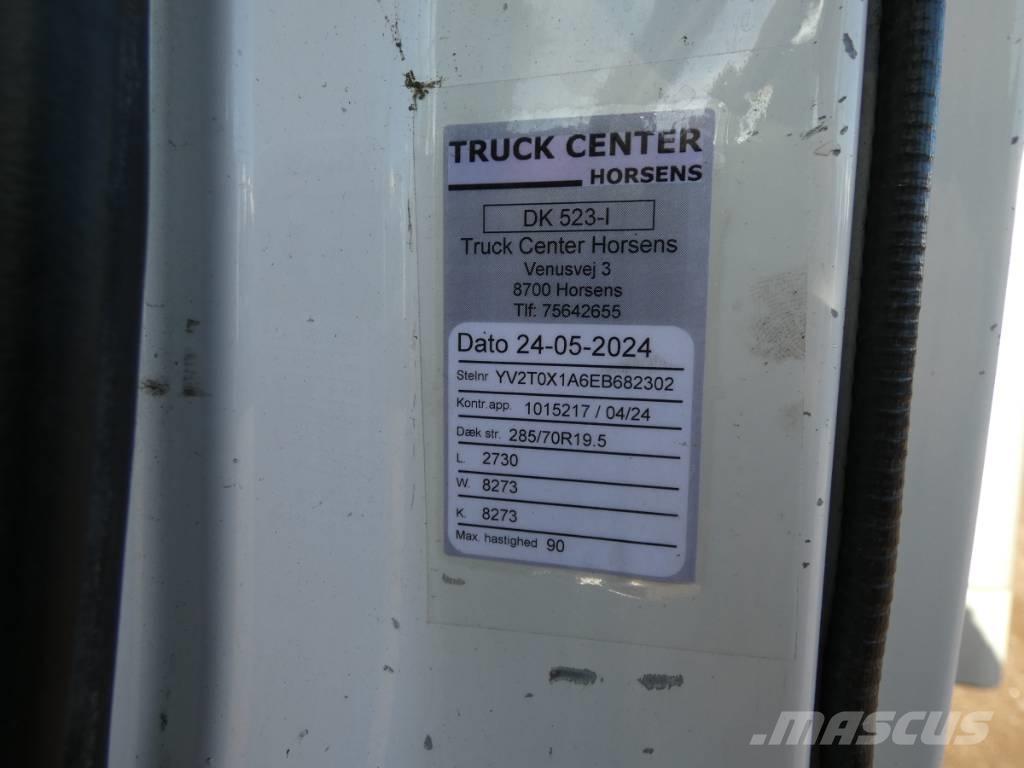 TRUCK CENTER
HORSENS
DK 523-I
Truck Center Horsens
Venusvej 3
8700 Horsens
Tlf: 75642655
Dato 24-05-2024
Stelnr YV2T0X1A6EB682302
Kontr.app. 1015217 / 04/24
Dæk str. 285/70R19.5
L. 2730
W. 8273
K. 8273
Max. hastighed 90
MASCUS